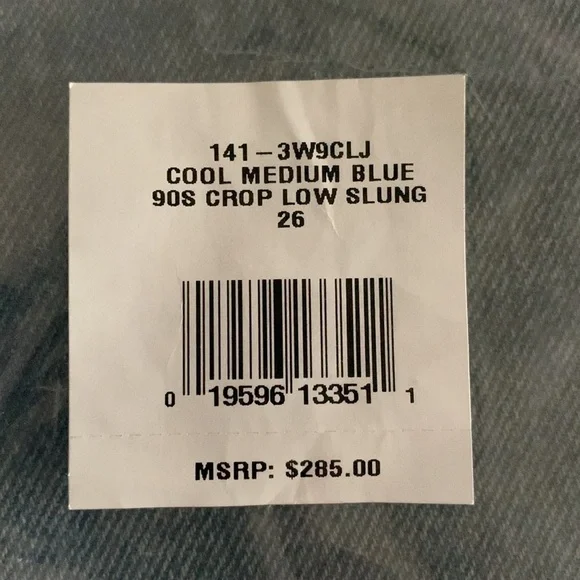 141-3W9CLJ
COOL MEDIUM BLUE
90S CROP LOW SLUNG
26
0 19596 13351 1
MSRP: $285.00